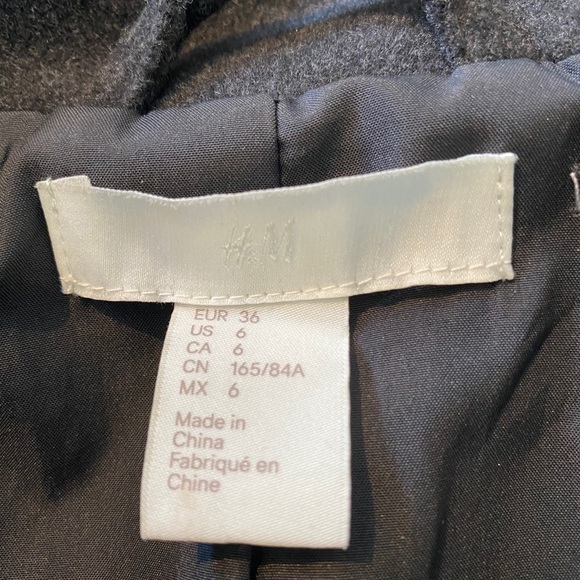 H&M
EUR 36
US 6
CA 6
CN 165/84A
MX 6
Made in
China
Fabriqué en
Chine